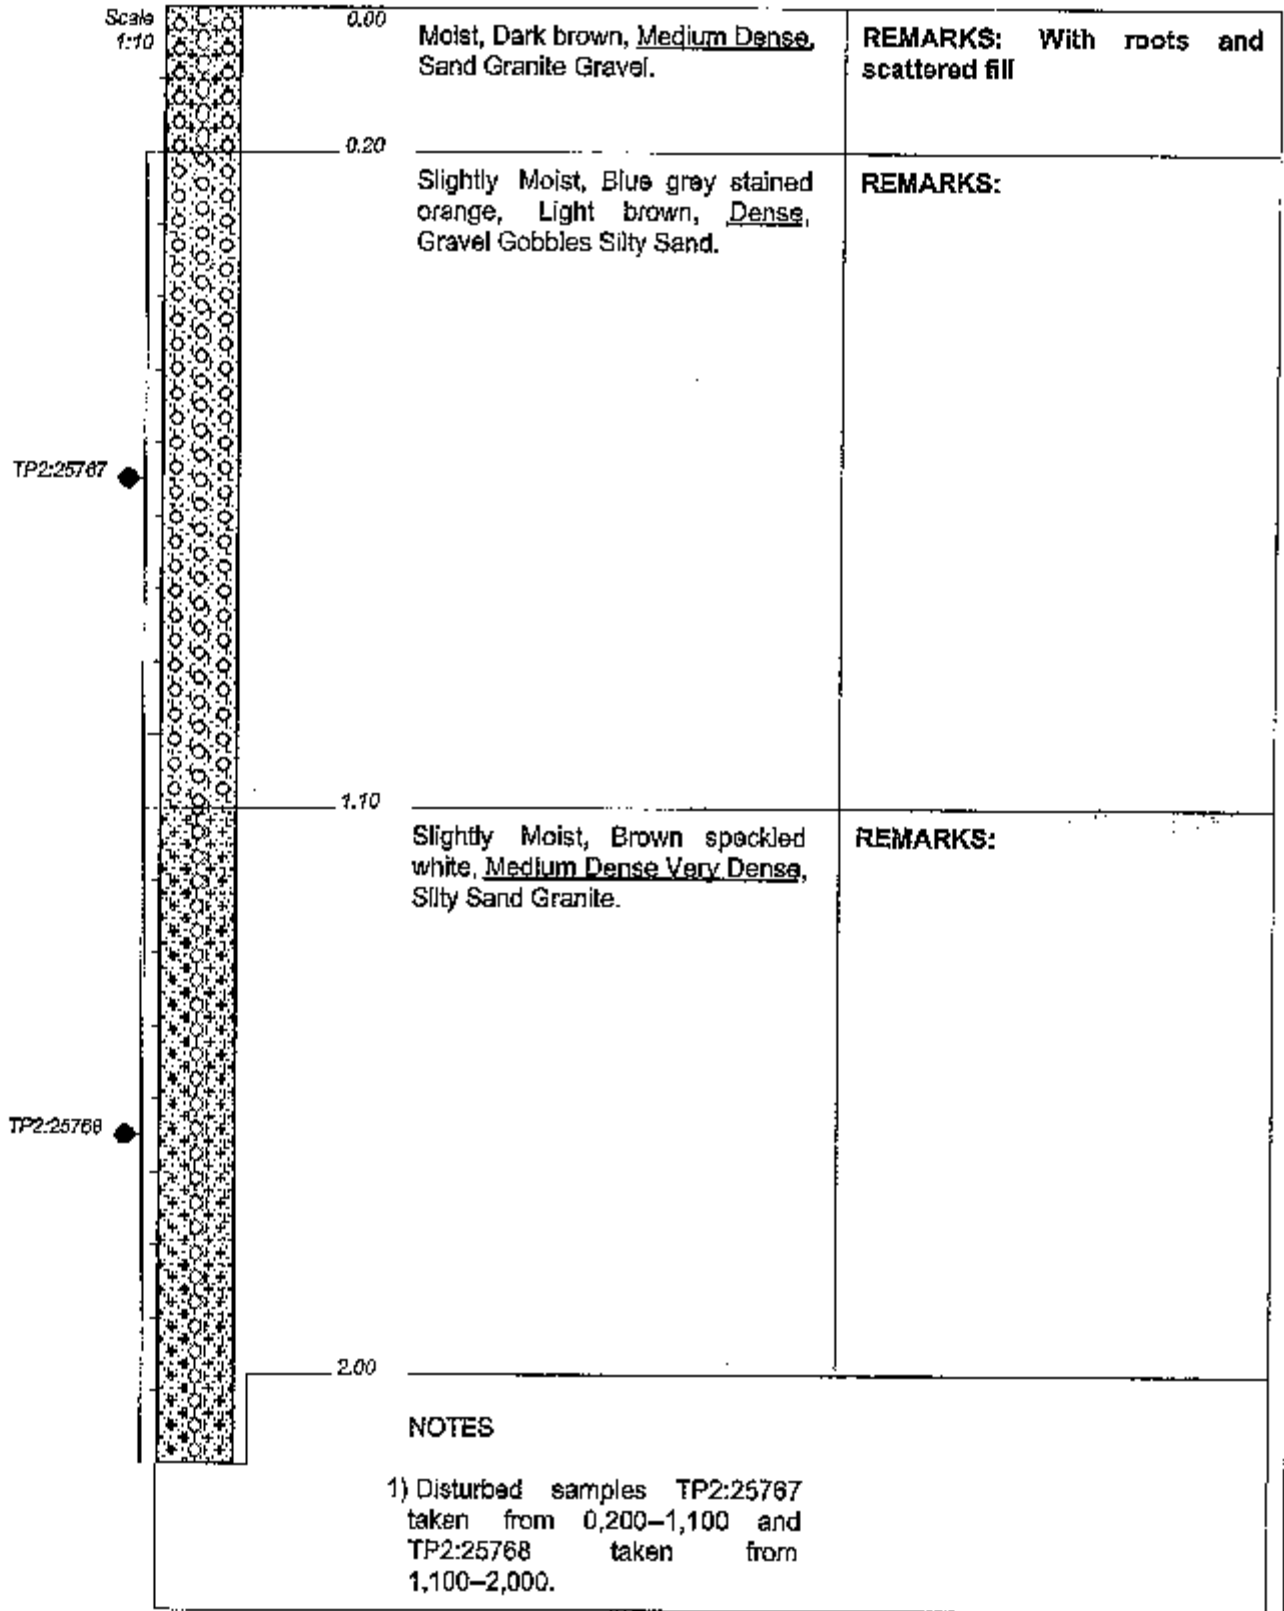 Scale
1:10
0.00
Moist, Dark brown, Medium Dense,
Sand Granite Gravel.
REMARKS: With roots and
scattered fill
0.20
Slightly Moist, Blue grey stained
orange, Light brown, Dense,
Gravel Gobbles Silty Sand.
REMARKS:
TP2:25767
1.10
Slightly Moist, Brown speckled
white, Medium Dense Very Dense,
Silty Sand Granite.
REMARKS:
TP2:25768
2.00
NOTES
1) Disturbed samples TP2:25767
taken from 0,200–1,100 and
TP2:25768 taken from
1,100–2,000.